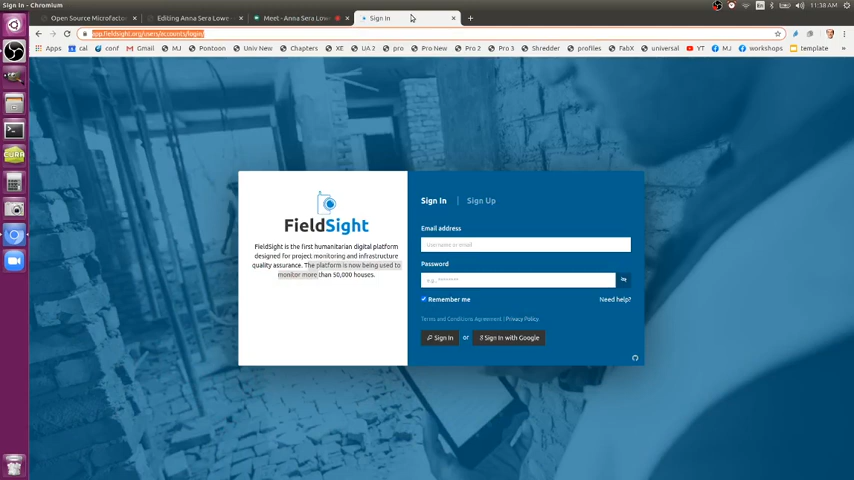 Sign In - Chromium
En
11:38 AM
Open Source Microfactor
Editing Anna Sera Lowe
Meet - Anna Sera Low
Sign In
app.fieldsight.org/users/accounts/login/
Apps
cal
conf
Gmail
MJ
Pontoon
Univ New
Chapters
XE
UA 2
pro
Pro New
Pro 2
Pro 3
Shredder
profiles
FabX
universal
YT
MJ
workshops
template
»
CURA
FieldSight
FieldSight is the first humanitarian digital platform
designed for project monitoring and infrastructure
quality assurance. The platform is now being used to
monitor more than 50,000 houses.
Sign In | Sign Up
Email address
Username or email
Password
e.g., ********
Remember me
Need help?
Terms and Conditions Agreement | Privacy Policy.
Sign In or Sign In with Google